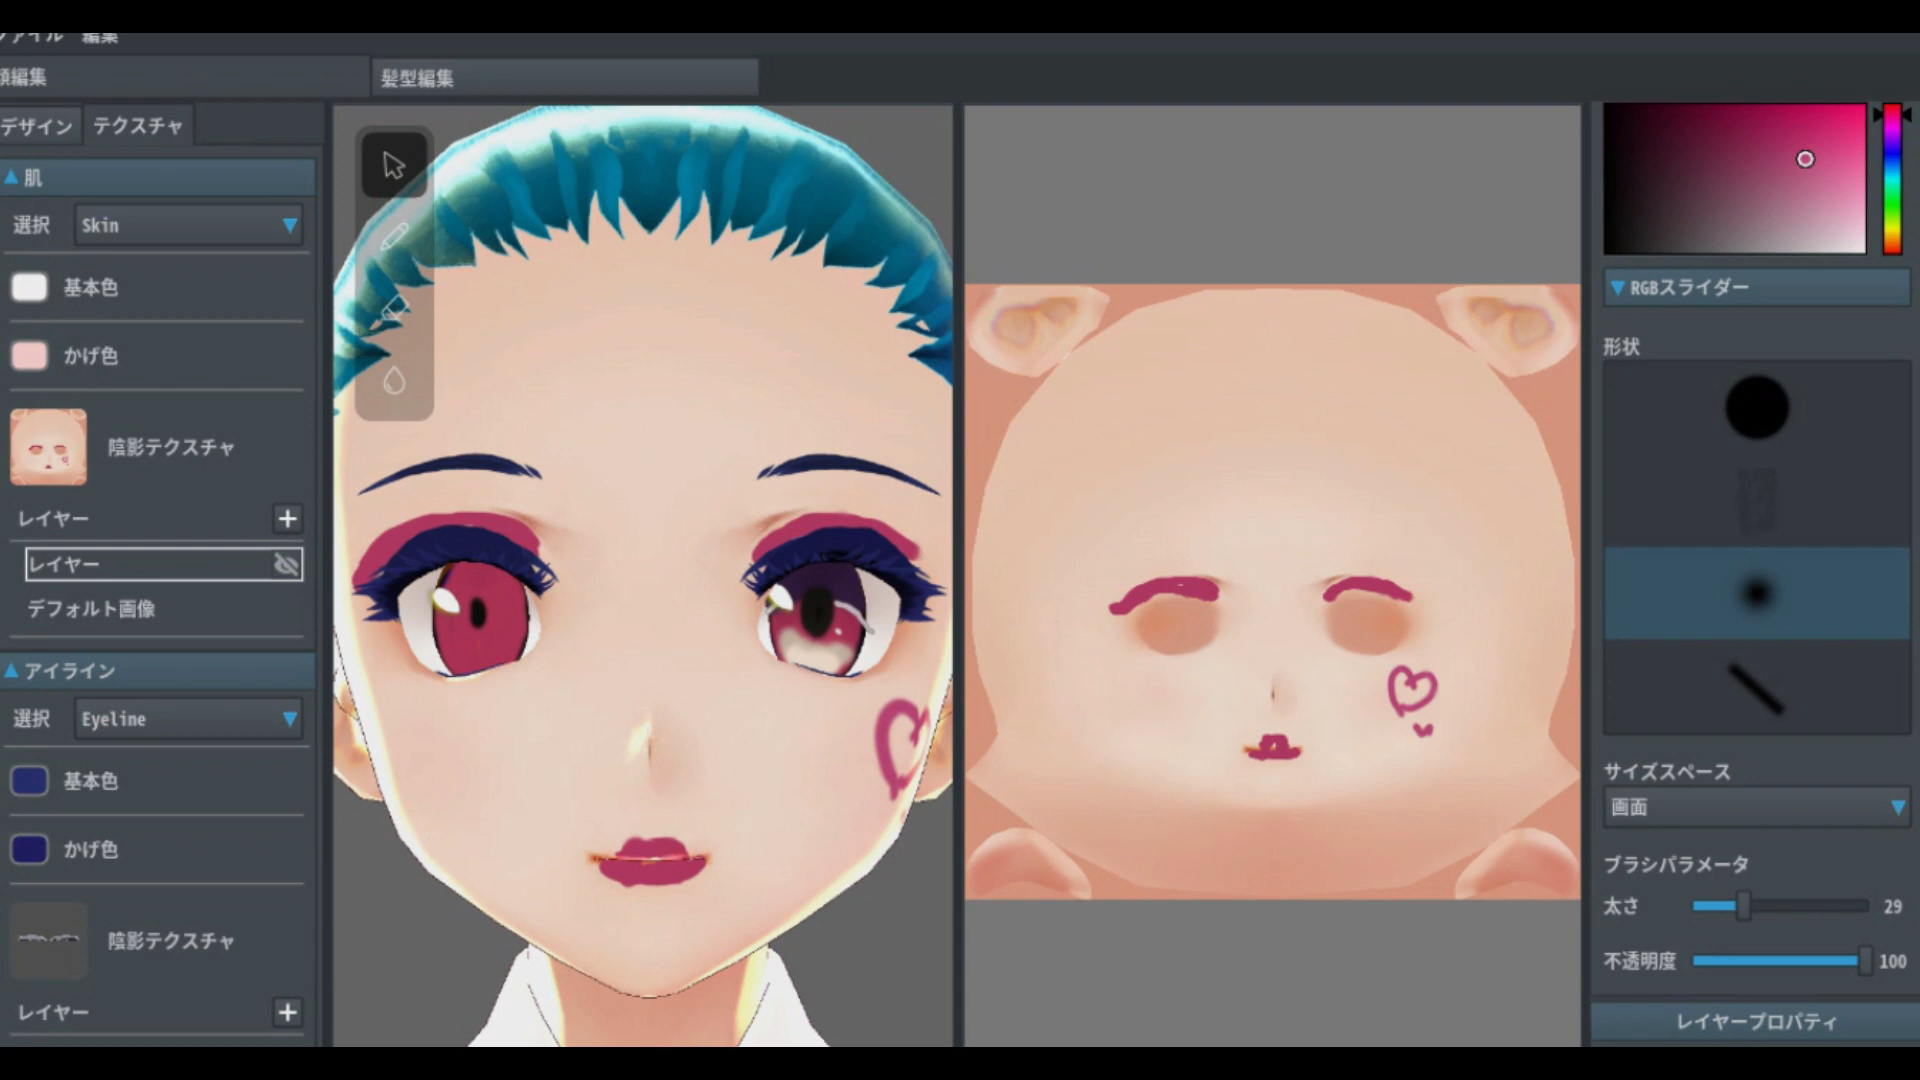 ファイル 編集
顔編集 髪型編集
デザイン テクスチャ
肌
選択 Skin
基本色
かげ色
陰影テクスチャ
レイヤー
レイヤー
デフォルト画像
アイライン
選択 Eyeline
基本色
かげ色
陰影テクスチャ
レイヤー
RGBスライダー
形状
サイズスペース
画面
ブラシパラメータ
太さ 29
不透明度 100
レイヤープロパティ